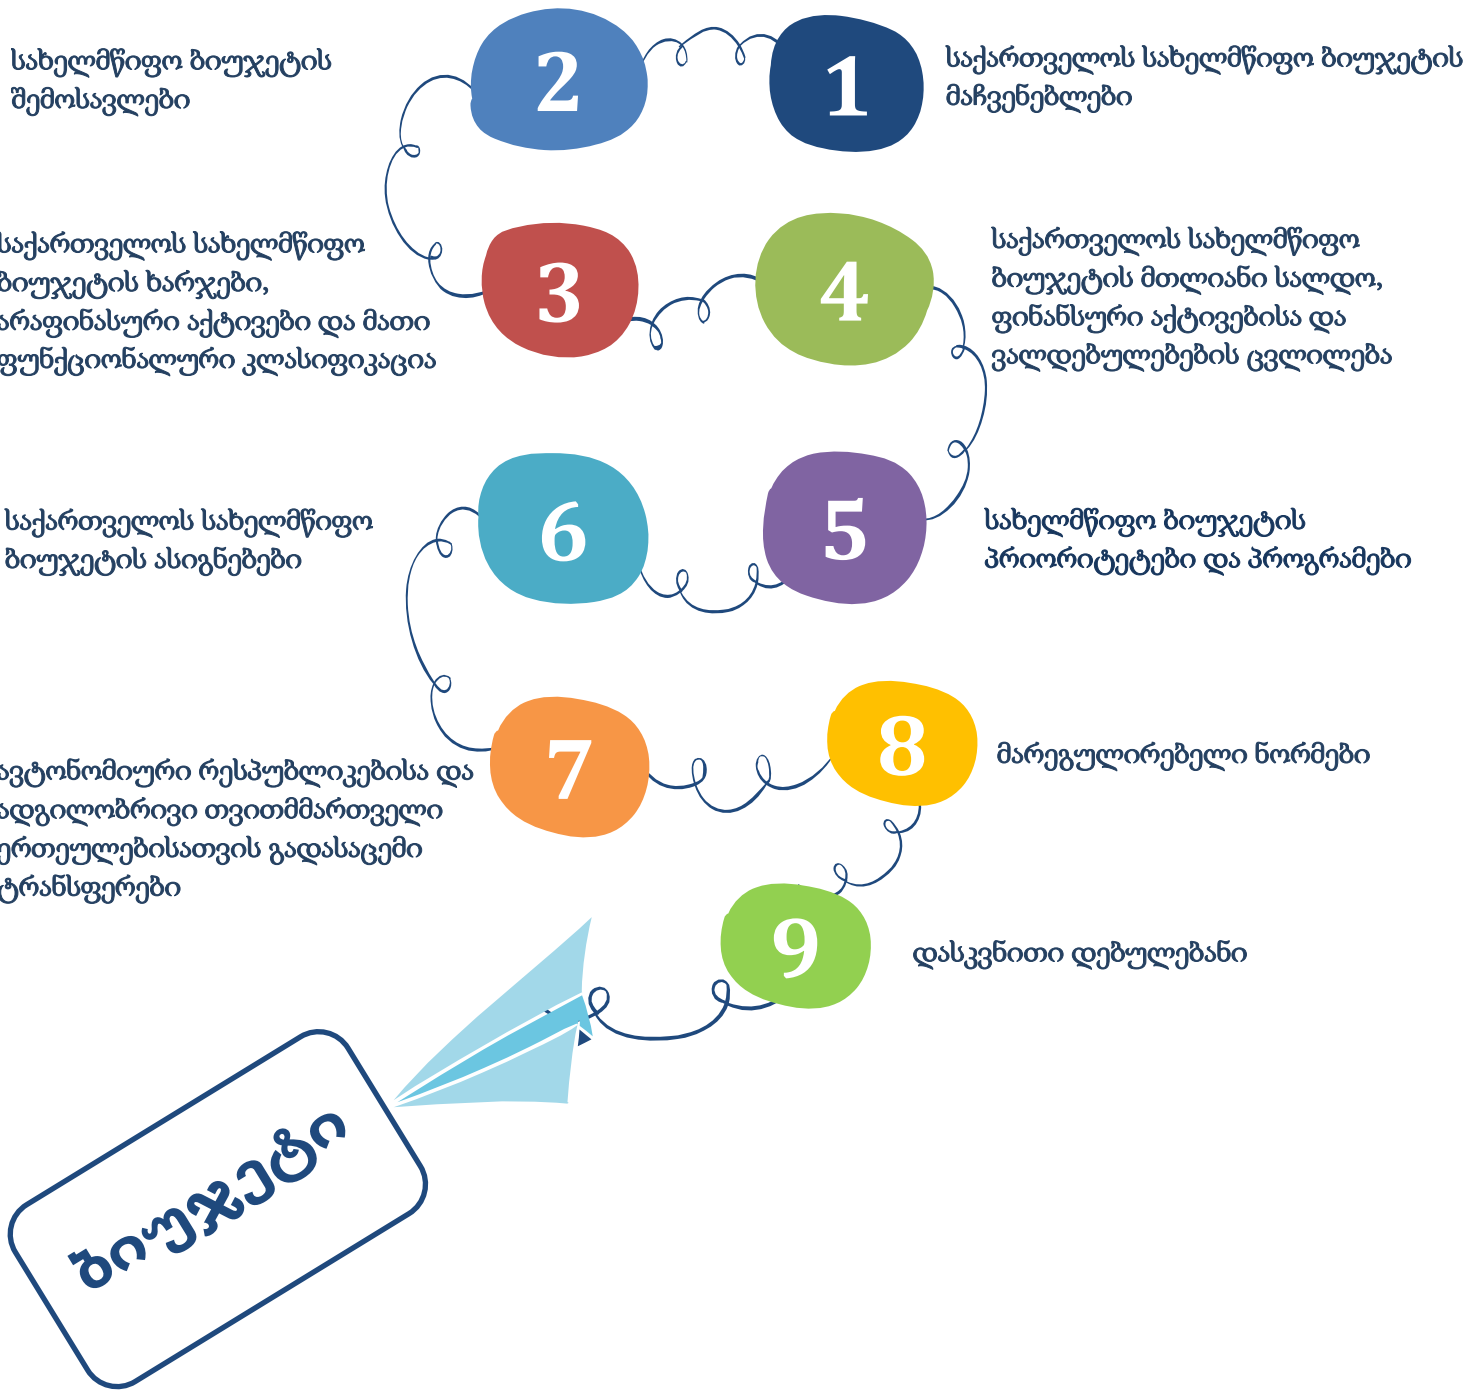 1
საქართველოს სახელმწიფო ბიუჯეტის
მაჩვენებლები
2
სახელმწიფო ბიუჯეტის
შემოსავლები
3
საქართველოს სახელმწიფო
ბიუჯეტის ხარჯები,
არაფინასური აქტივები და მათი
ფუნქციონალური კლასიფიკაცია
4
საქართველოს სახელმწიფო
ბიუჯეტის მთლიანი სალდო,
ფინანსური აქტივებისა და
ვალდებულებების ცვლილება
5
სახელმწიფო ბიუჯეტის
პრიორიტეტები და პროგრამები
6
საქართველოს სახელმწიფო
ბიუჯეტის ასიგნებები
7
ავტონომიური რესპუბლიკებისა და
ადგილობრივი თვითმმართველი
ერთეულებისათვის გადასაცემი
ტრანსფერები
8
მარეგულირებელი ნორმები
9
დასკვნითი დებულებანი
ბიუჯეტი